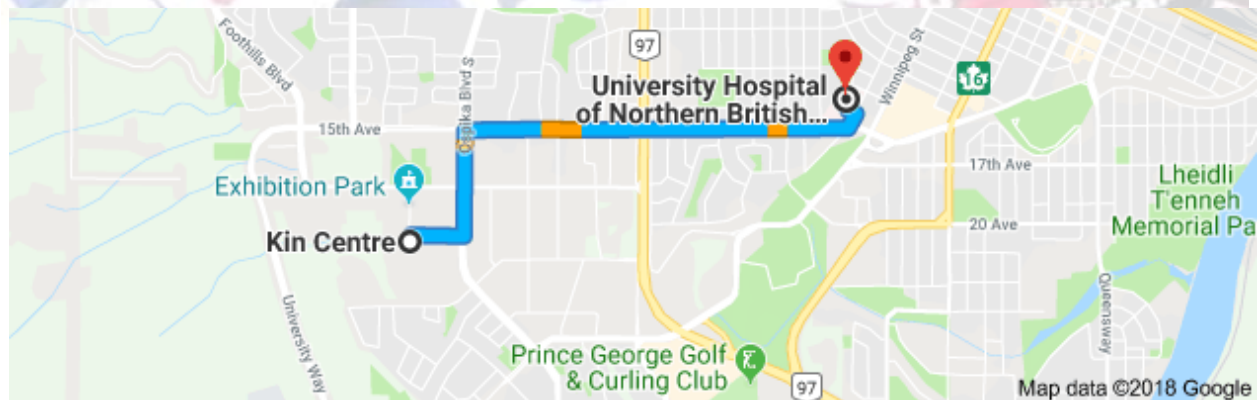 Foothills Blvd
Ospika Blvd S
97
Winnipeg St
16
University Hospital
of Northern British...
15th Ave
17th Ave
Exhibition Park
Lheidli
T'enneh
Memorial Pa
20 Ave
Kin Centre
University Way
Queensway
Prince George Golf
& Curling Club
97
Map data ©2018 Google